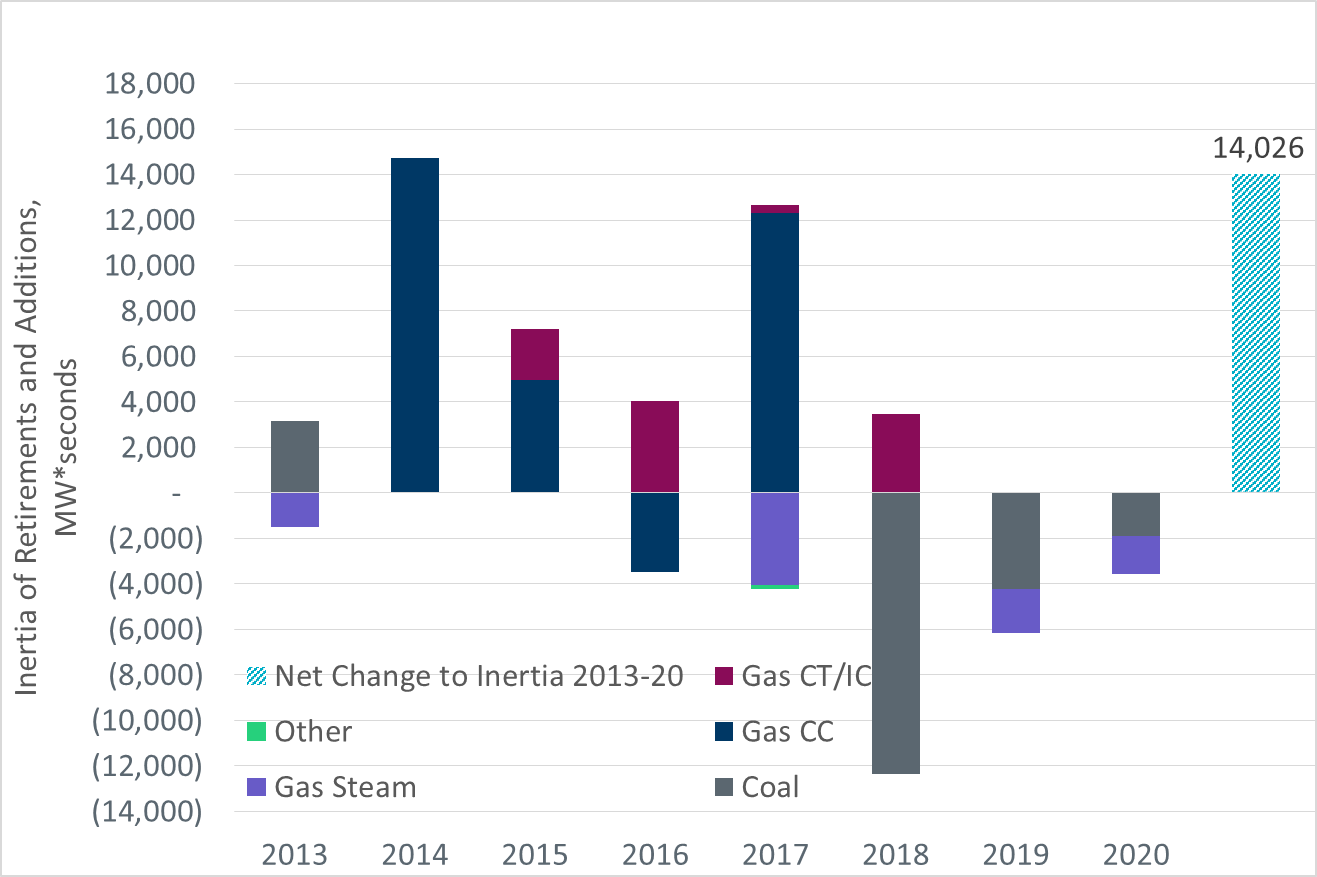 18,000
16,000
14,000
12,000
10,000
8,000
6,000
4,000
2,000
-
(2,000)
(4,000)
(6,000)
(8,000)
(10,000)
(12,000)
(14,000)
Inertia of Retirements and Additions,
MW*seconds
14,026
Net Change to Inertia 2013-20
Gas CT/IC
Other
Gas CC
Gas Steam
Coal
2013 2014 2015 2016 2017 2018 2019 2020